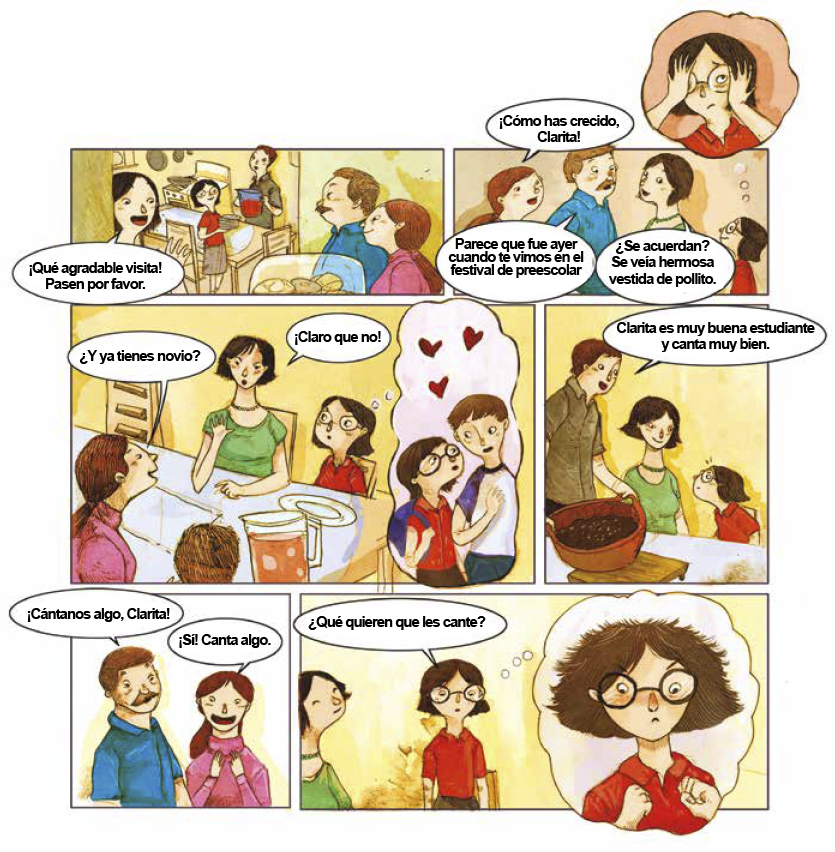 ¡Qué agradable visita!
Pasen por favor.
¡Cómo has crecido,
Clarita!
Parece que fue ayer
cuando te vimos en el
festival de preescolar
¿Se acuerdan?
Se veía hermosa
vestida de pollito.
¿Y ya tienes novio?
¡Claro que no!
Clarita es muy buena estudiante
y canta muy bien.
¡Cántanos algo, Clarita!
¡Sí! Canta algo.
¿Qué quieren que les cante?